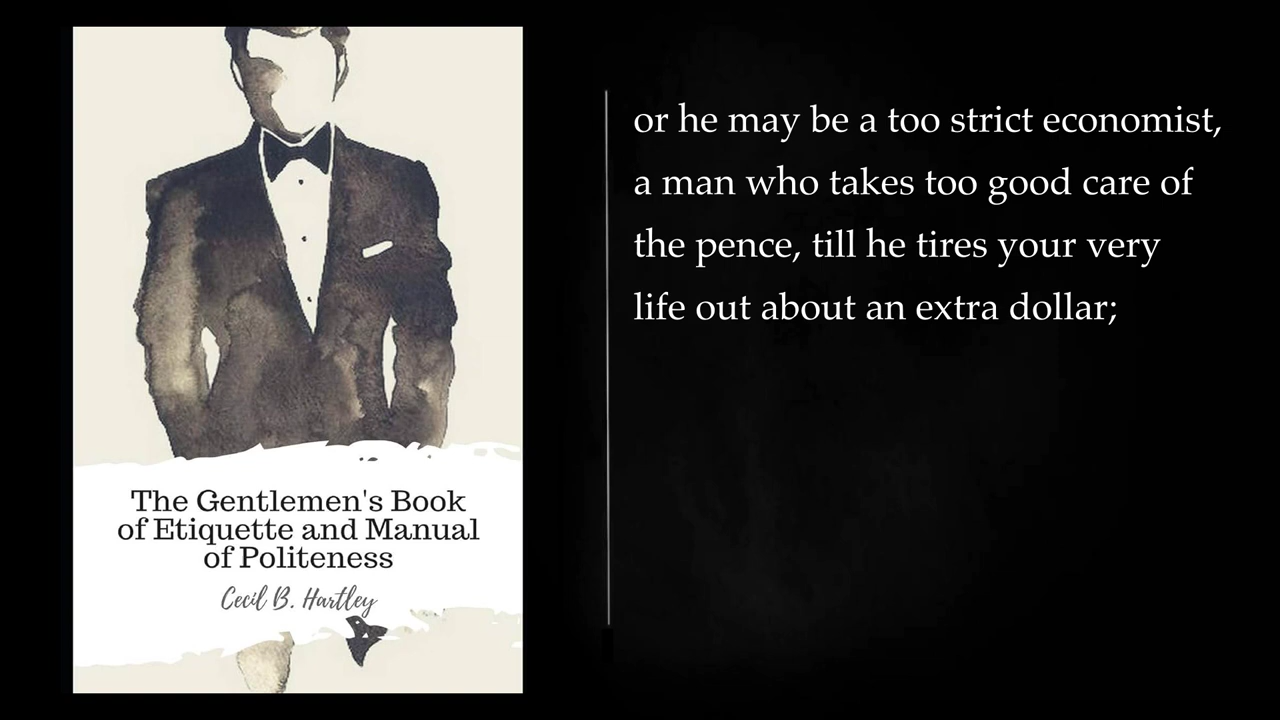 The Gentlemen's Book
of Etiquette and Manual
of Politeness
Cecil B. Hartley
or he may be a too strict economist,
a man who takes too good care of
the pence, till he tires your very
life out about an extra dollar;